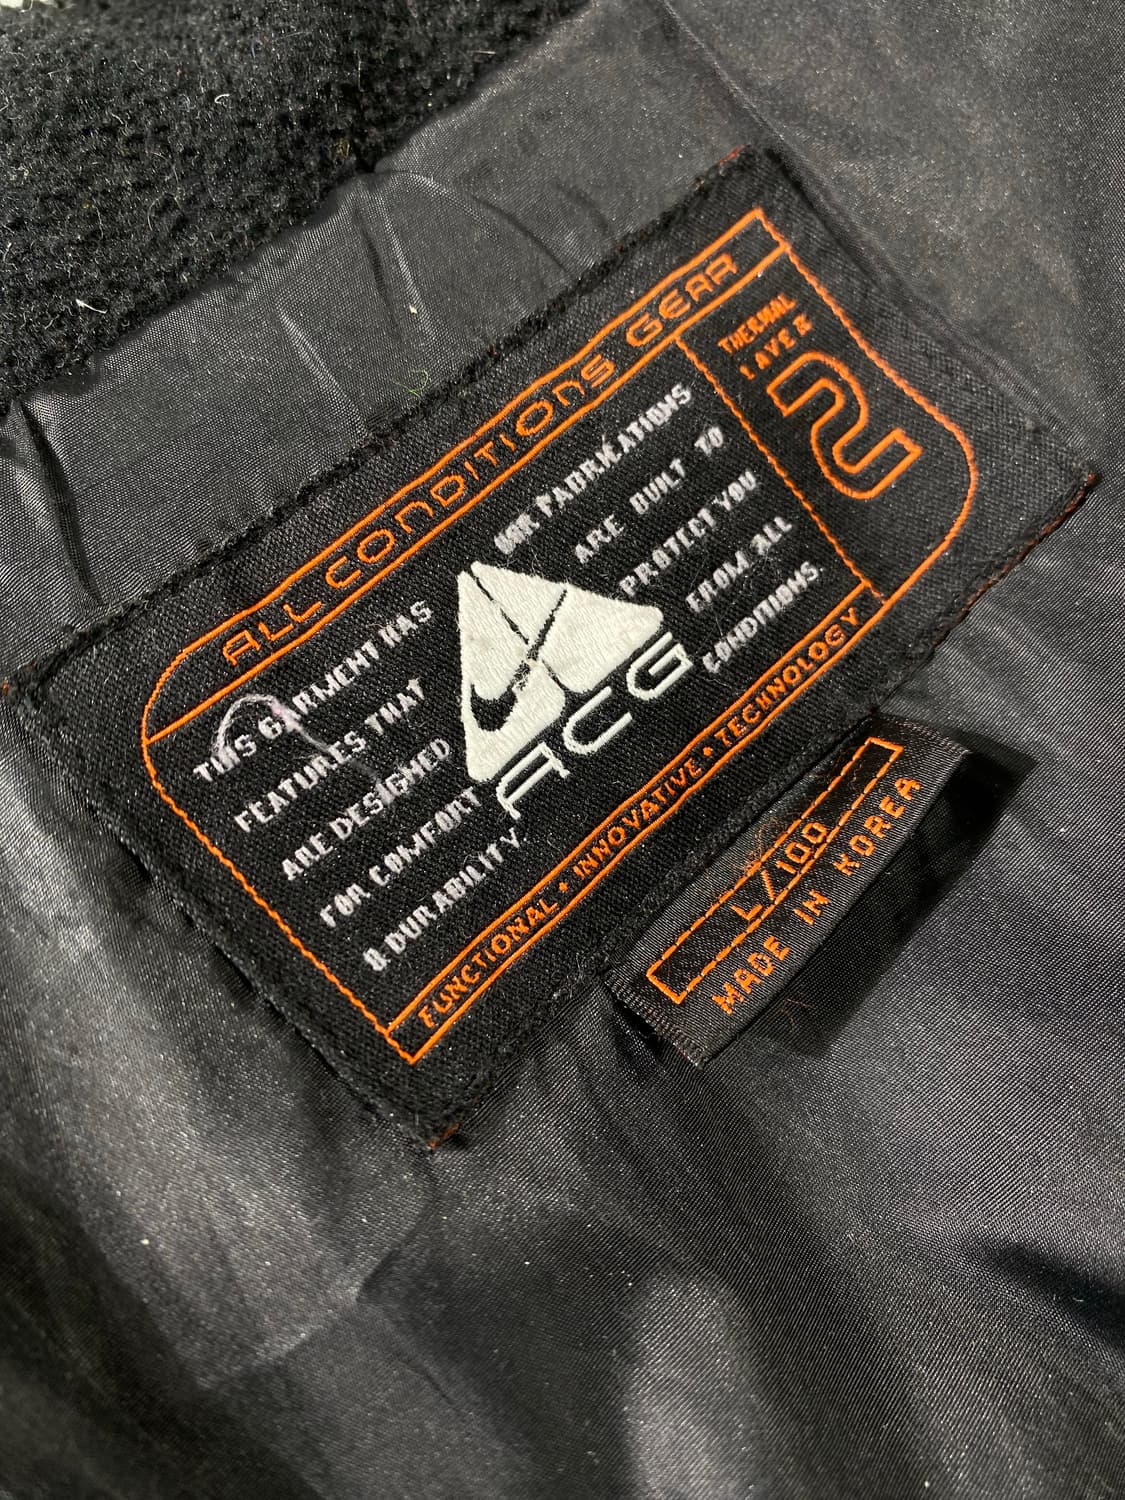 ALL CONDITIONS GEAR
THERMAL
LAYER
2
THIS GARMENT HAS
FEATURES THAT
ARE DESIGNED
FOR COMFORT
& DURABILITY.
OUR FABRICATIONS
ARE BUILT TO
PROTECT YOU
FROM ALL
CONDITIONS.
ACG
FUNCTIONAL • INNOVATIVE • TECHNOLOGY
L/100
MADE IN KOREA